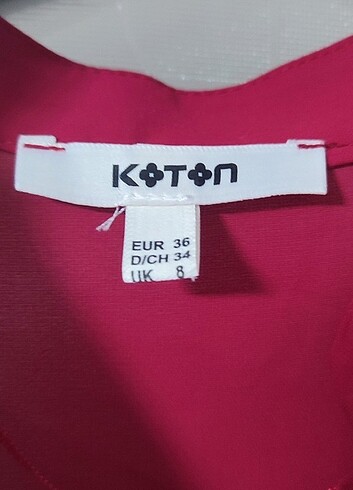 KOTON
EUR 36
D/CH 34
UK 8